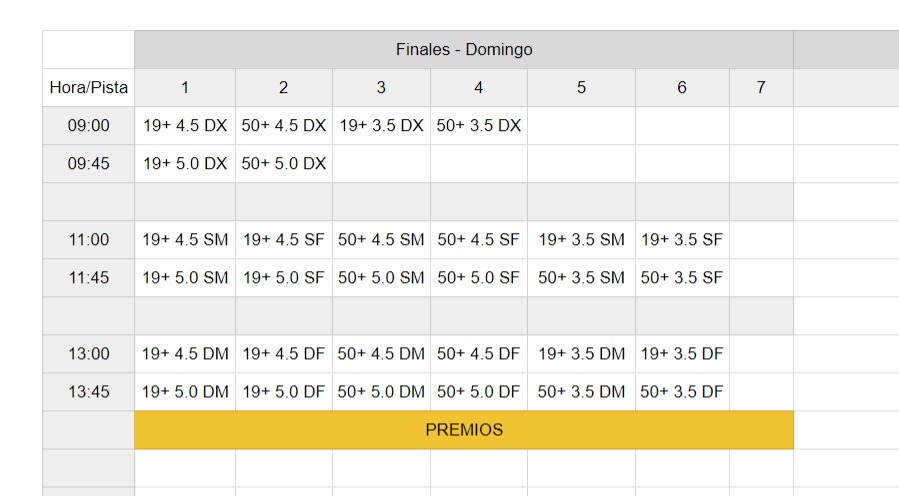 Finales - Domingo
Hora/Pista 1 2 3 4 5 6 7
09:00 19+ 4.5 DX 50+ 4.5 DX 19+ 3.5 DX 50+ 3.5 DX
09:45 19+ 5.0 DX 50+ 5.0 DX
11:00 19+ 4.5 SM 19+ 4.5 SF 50+ 4.5 SM 50+ 4.5 SF 19+ 3.5 SM 19+ 3.5 SF
11:45 19+ 5.0 SM 19+ 5.0 SF 50+ 5.0 SM 50+ 5.0 SF 50+ 3.5 SM 50+ 3.5 SF
13:00 19+ 4.5 DM 19+ 4.5 DF 50+ 4.5 DM 50+ 4.5 DF 19+ 3.5 DM 19+ 3.5 DF
13:45 19+ 5.0 DM 19+ 5.0 DF 50+ 5.0 DM 50+ 5.0 DF 50+ 3.5 DM 50+ 3.5 DF
PREMIOS